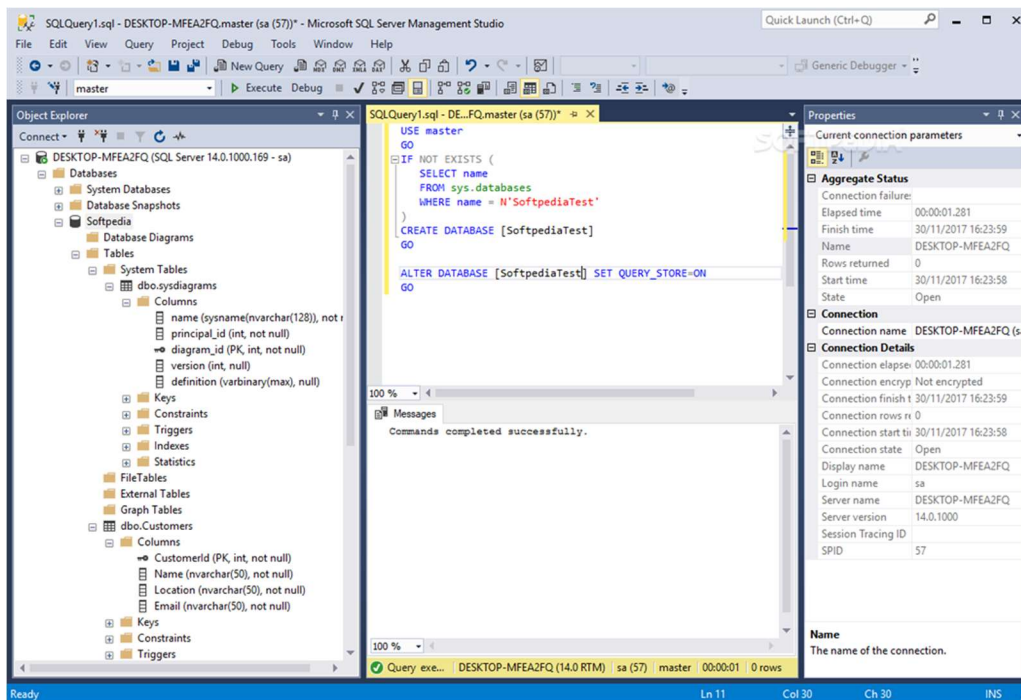 SQLQuery1.sql - DESKTOP-MFEA2FQ.master (sa (57))* - Microsoft SQL Server Management Studio
Quick Launch (Ctrl+Q)
File Edit View Query Project Debug Tools Window Help
New Query MDX DMX XMLA DAX
Generic Debugger
master Execute Debug
Object Explorer
Connect
DESKTOP-MFEA2FQ (SQL Server 14.0.1000.169 - sa)
Databases
System Databases
Database Snapshots
Softpedia
Database Diagrams
Tables
System Tables
dbo.sysdiagrams
Columns
name (sysname(nvarchar(128)), not r
principal_id (int, not null)
diagram_id (PK, int, not null)
version (int, null)
definition (varbinary(max), null)
Keys
Constraints
Triggers
Indexes
Statistics
FileTables
External Tables
Graph Tables
dbo.Customers
Columns
CustomerId (PK, int, not null)
Name (nvarchar(50), not null)
Location (nvarchar(50), not null)
Email (nvarchar(50), not null)
Keys
Constraints
Triggers
SQLQuery1.sql - DE...FQ.master (sa (57))*
USE master
GO
IF NOT EXISTS (
SELECT name
FROM sys.databases
WHERE name = N'SoftpediaTest'
)
CREATE DATABASE [SoftpediaTest]
GO
ALTER DATABASE [SoftpediaTest] SET QUERY_STORE=ON
GO
100 %
Messages
Commands completed successfully.
100 %
Query exe... DESKTOP-MFEA2FQ (14.0 RTM) sa (57) master 00:00:01 0 rows
Properties
SOFTPEDIA
Current connection parameters
Aggregate Status
Connection failure:
Elapsed time 00:00:01.281
Finish time 30/11/2017 16:23:59
Name DESKTOP-MFEA2FQ
Rows returned 0
Start time 30/11/2017 16:23:58
State Open
Connection
Connection name DESKTOP-MFEA2FQ (s
Connection Details
Connection elapse 00:00:01.281
Connection encryp Not encrypted
Connection finish t 30/11/2017 16:23:59
Connection rows re 0
Connection start ti 30/11/2017 16:23:58
Connection state Open
Display name DESKTOP-MFEA2FQ
Login name sa
Server name DESKTOP-MFEA2FQ
Server version 14.0.1000
Session Tracing ID
SPID 57
Name
The name of the connection.
Ready Ln 11 Col 30 Ch 30 INS